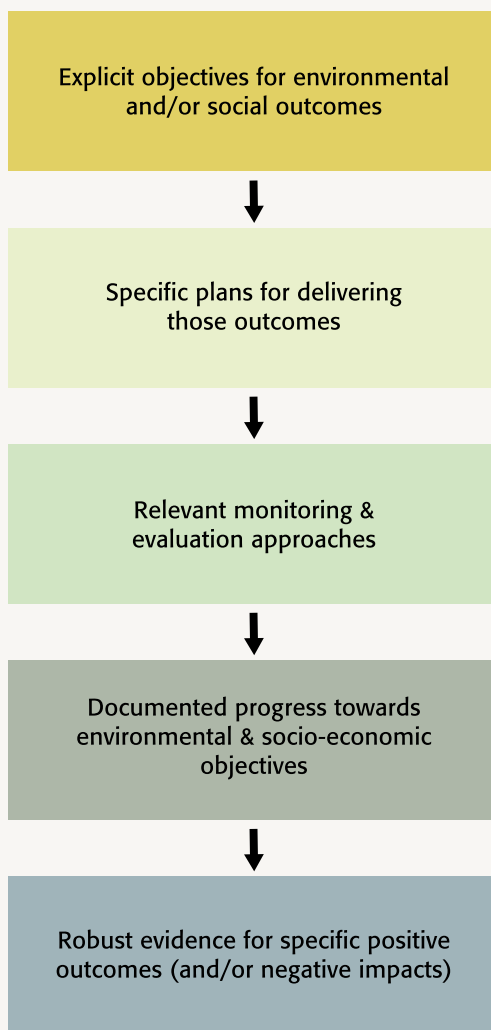 Explicit objectives for environmental
and/or social outcomes
Specific plans for delivering
those outcomes
Relevant monitoring &
evaluation approaches
Documented progress towards
environmental & socio-economic
objectives
Robust evidence for specific positive
outcomes (and/or negative impacts)